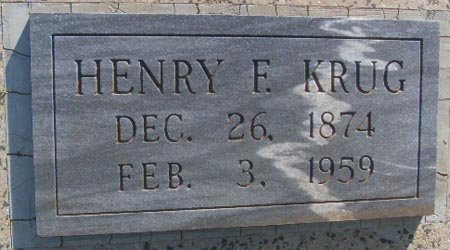 HENRY F. KRUG
DEC. 26, 1874
FEB. 3, 1959